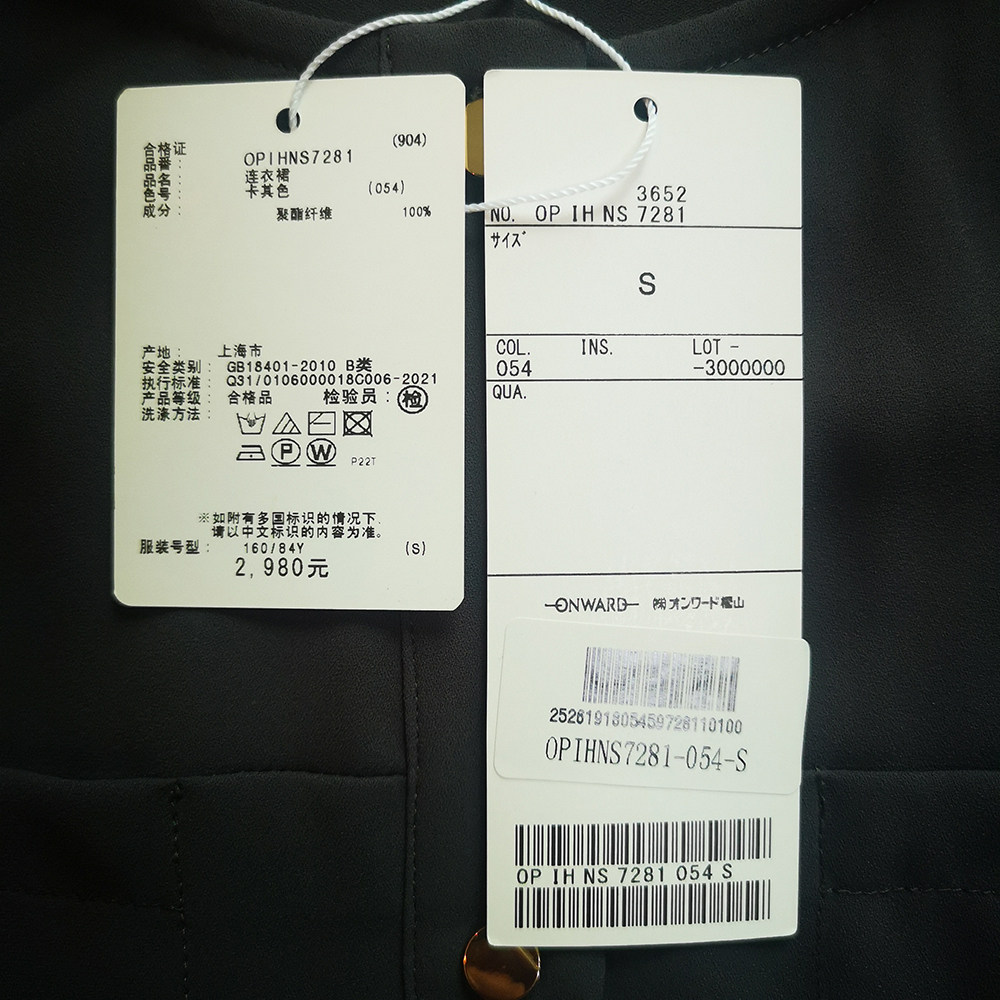 (904)
合格证
品番: OPIHNS7281
品名: 连衣裙
色号: 卡其色 (054)
成分: 聚酯纤维 100%
产地: 上海市
安全类别: GB18401-2010 B类
执行标准: Q31/0106000018C006-2021
产品等级: 合格品 检验员: 检
洗涤方法:
P W P22T
※如附有多国标识的情况下,
请以中文标识的内容为准。
服装号型: 160/84Y (S)
2,980元
3652
NO. OP IH NS 7281
サイズ
S
COL. INS. LOT -
054 -3000000
QUA.
ONWARD ㈱オンワード樫山
2526191805459728110100
OPIHNS7281-054-S
OP IH NS 7281 054 S